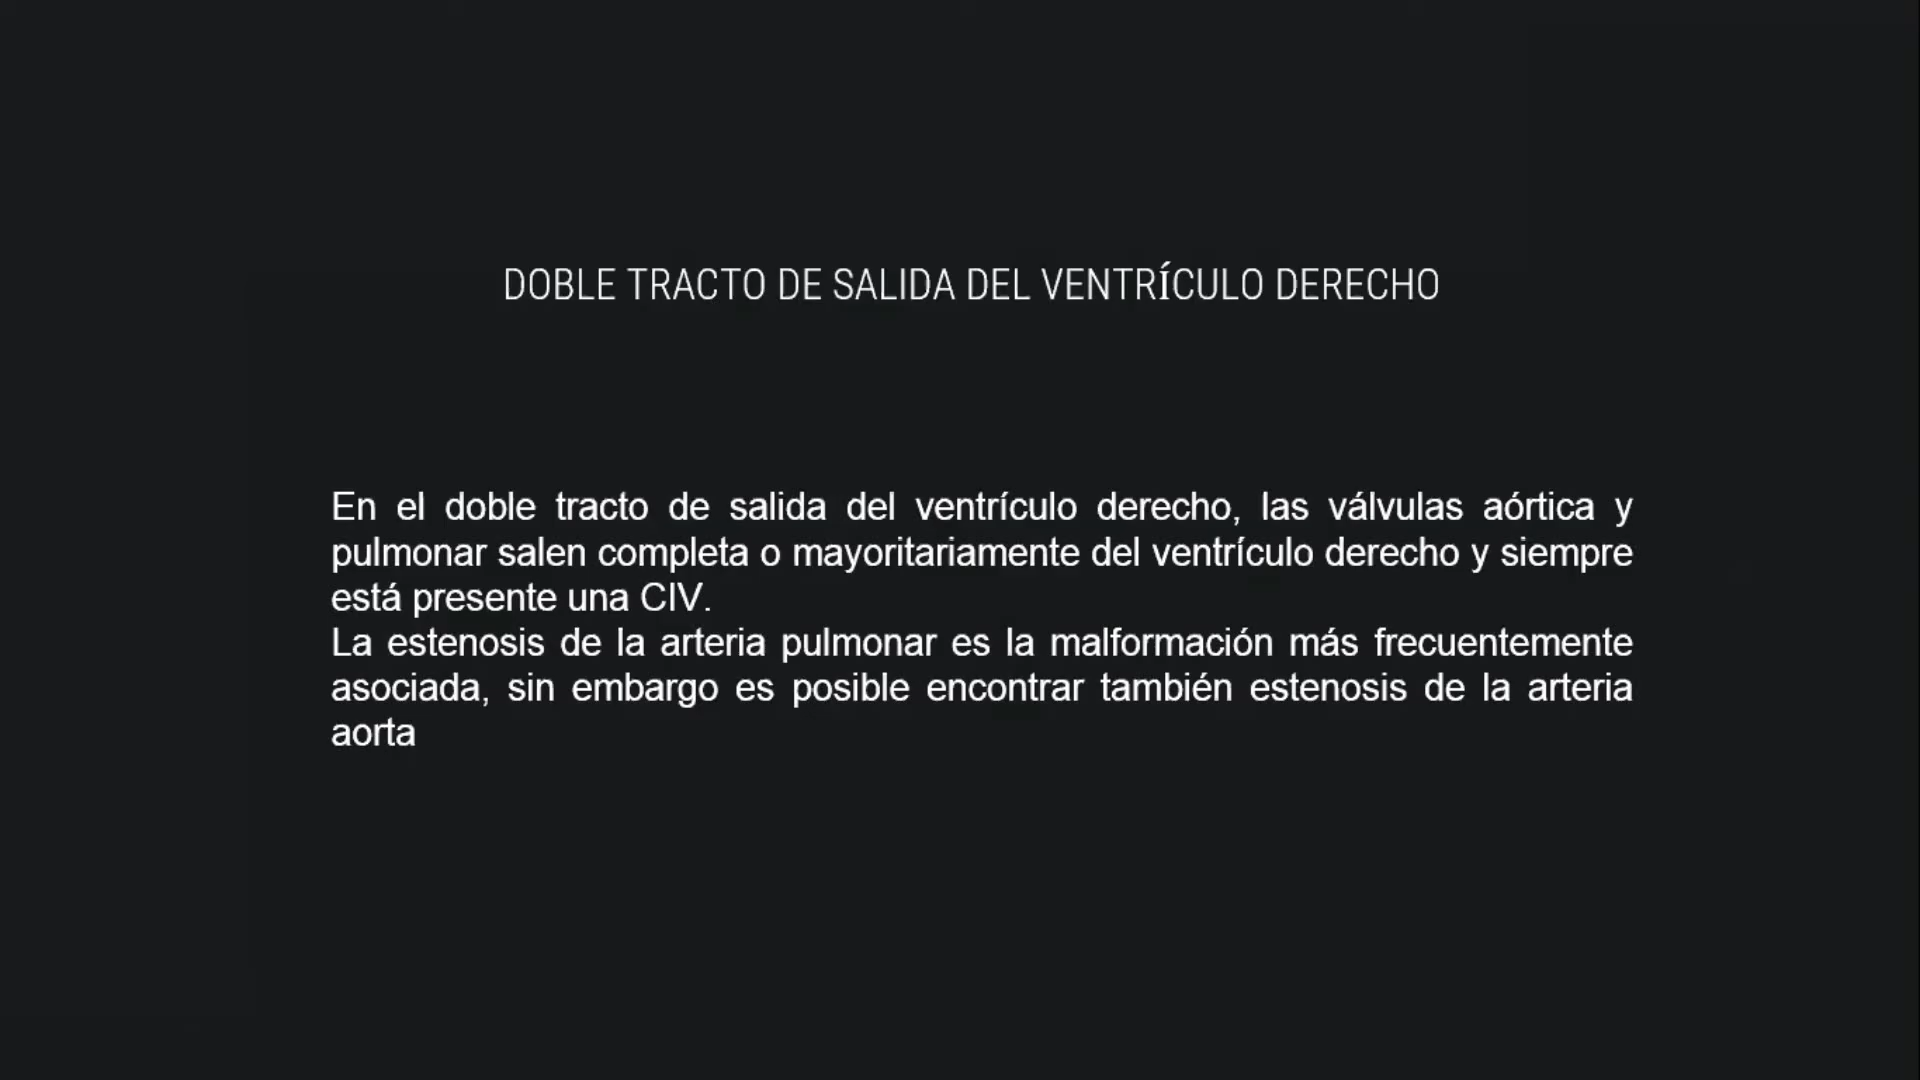 DOBLE TRACTO DE SALIDA DEL VENTRÍCULO DERECHO
En el doble tracto de salida del ventrículo derecho, las válvulas aórtica y
pulmonar salen completa o mayoritariamente del ventrículo derecho y siempre
está presente una CIV.
La estenosis de la arteria pulmonar es la malformación más frecuentemente
asociada, sin embargo es posible encontrar también estenosis de la arteria
aorta